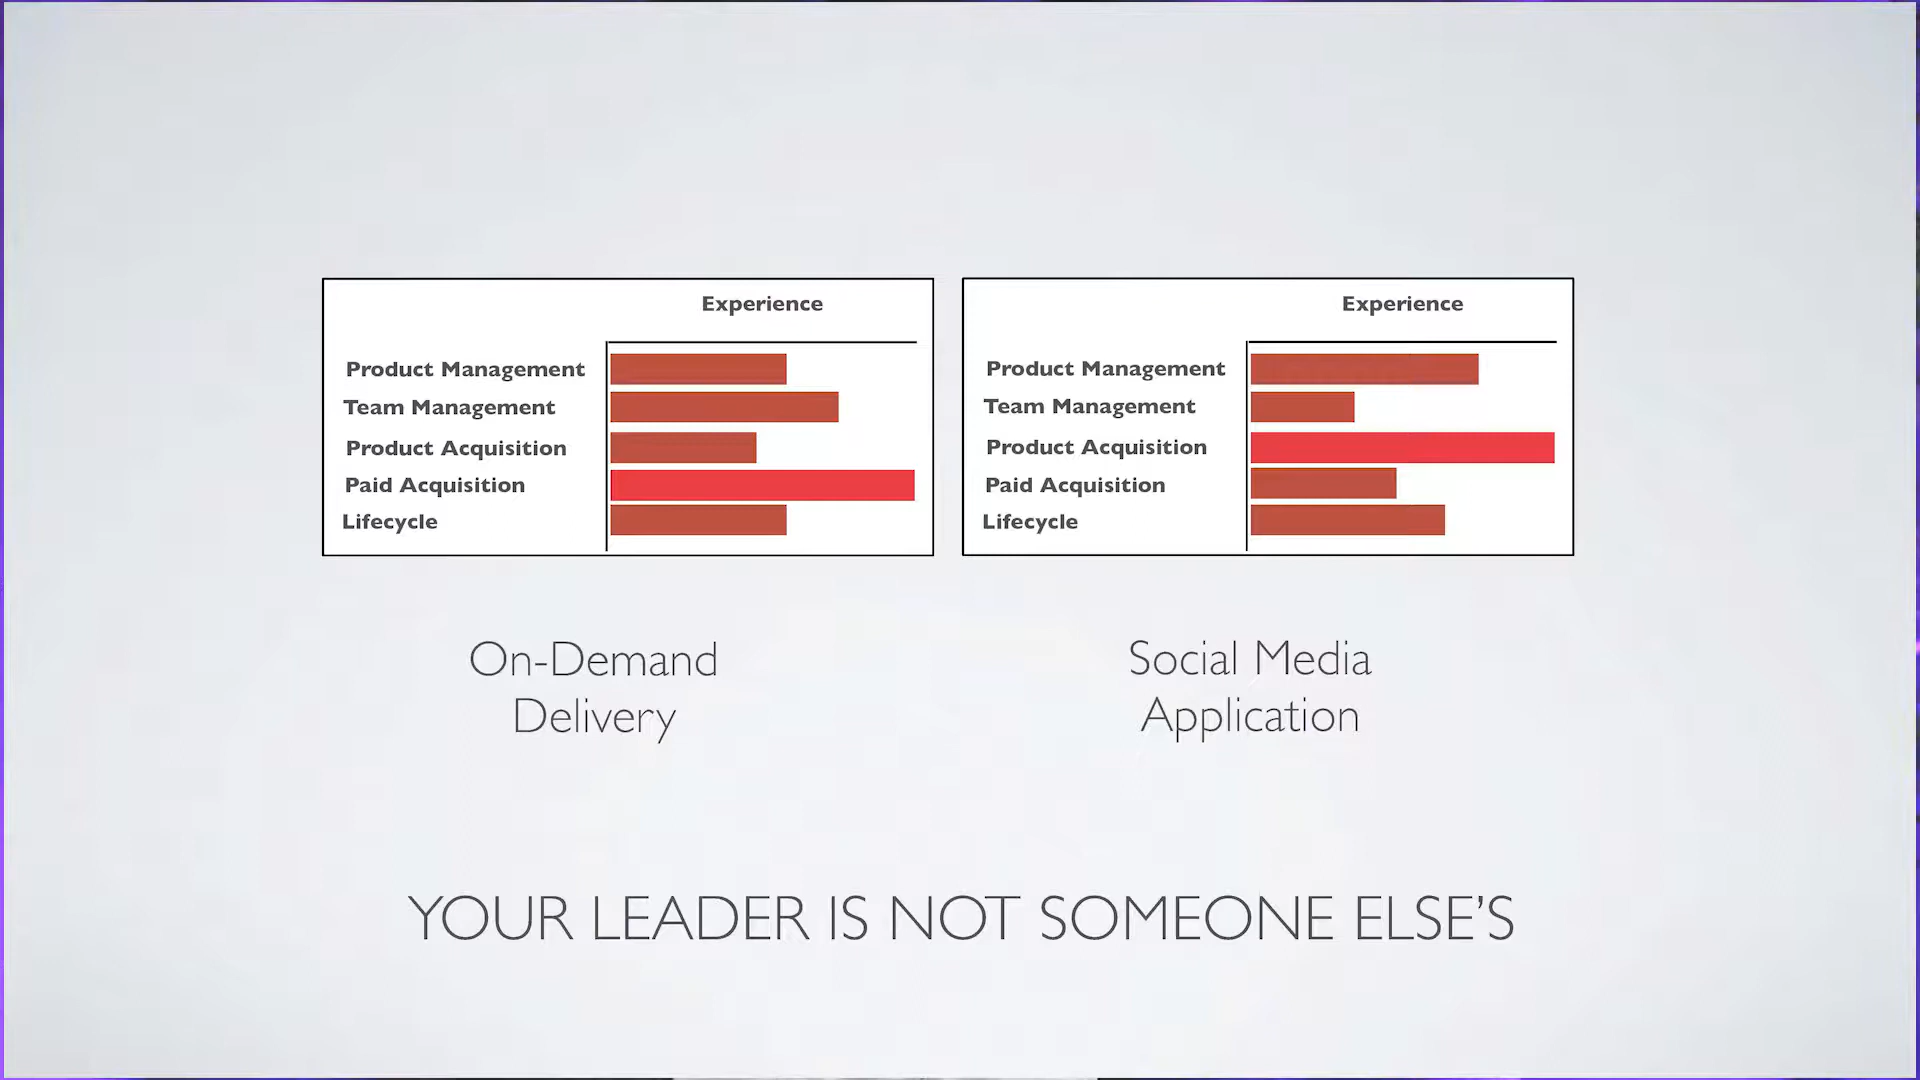 Experience
Product Management
Team Management
Product Acquisition
Paid Acquisition
Lifecycle
On-Demand
Delivery
Experience
Product Management
Team Management
Product Acquisition
Paid Acquisition
Lifecycle
Social Media
Application
YOUR LEADER IS NOT SOMEONE ELSE'S